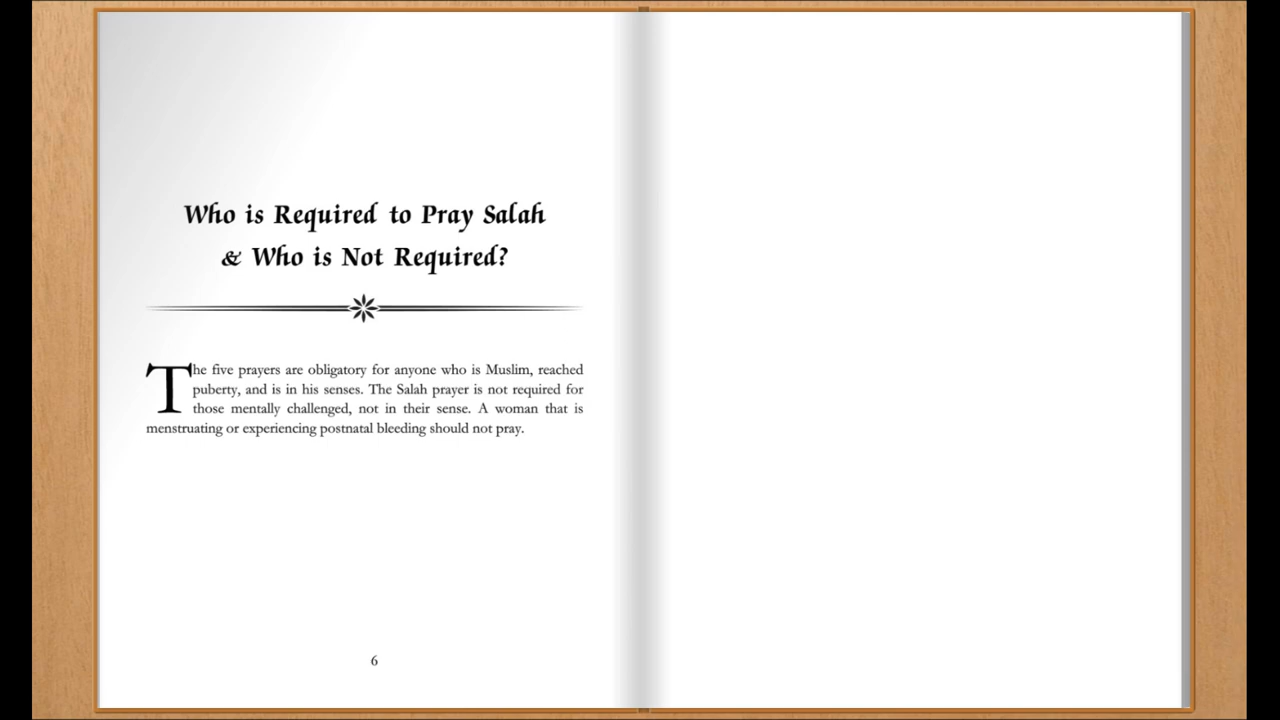 Who is Required to Pray Salah
& Who is Not Required?
The five prayers are obligatory for anyone who is Muslim, reached
puberty, and is in his senses. The Salah prayer is not required for
those mentally challenged, not in their sense. A woman that is
menstruating or experiencing postnatal bleeding should not pray.
6